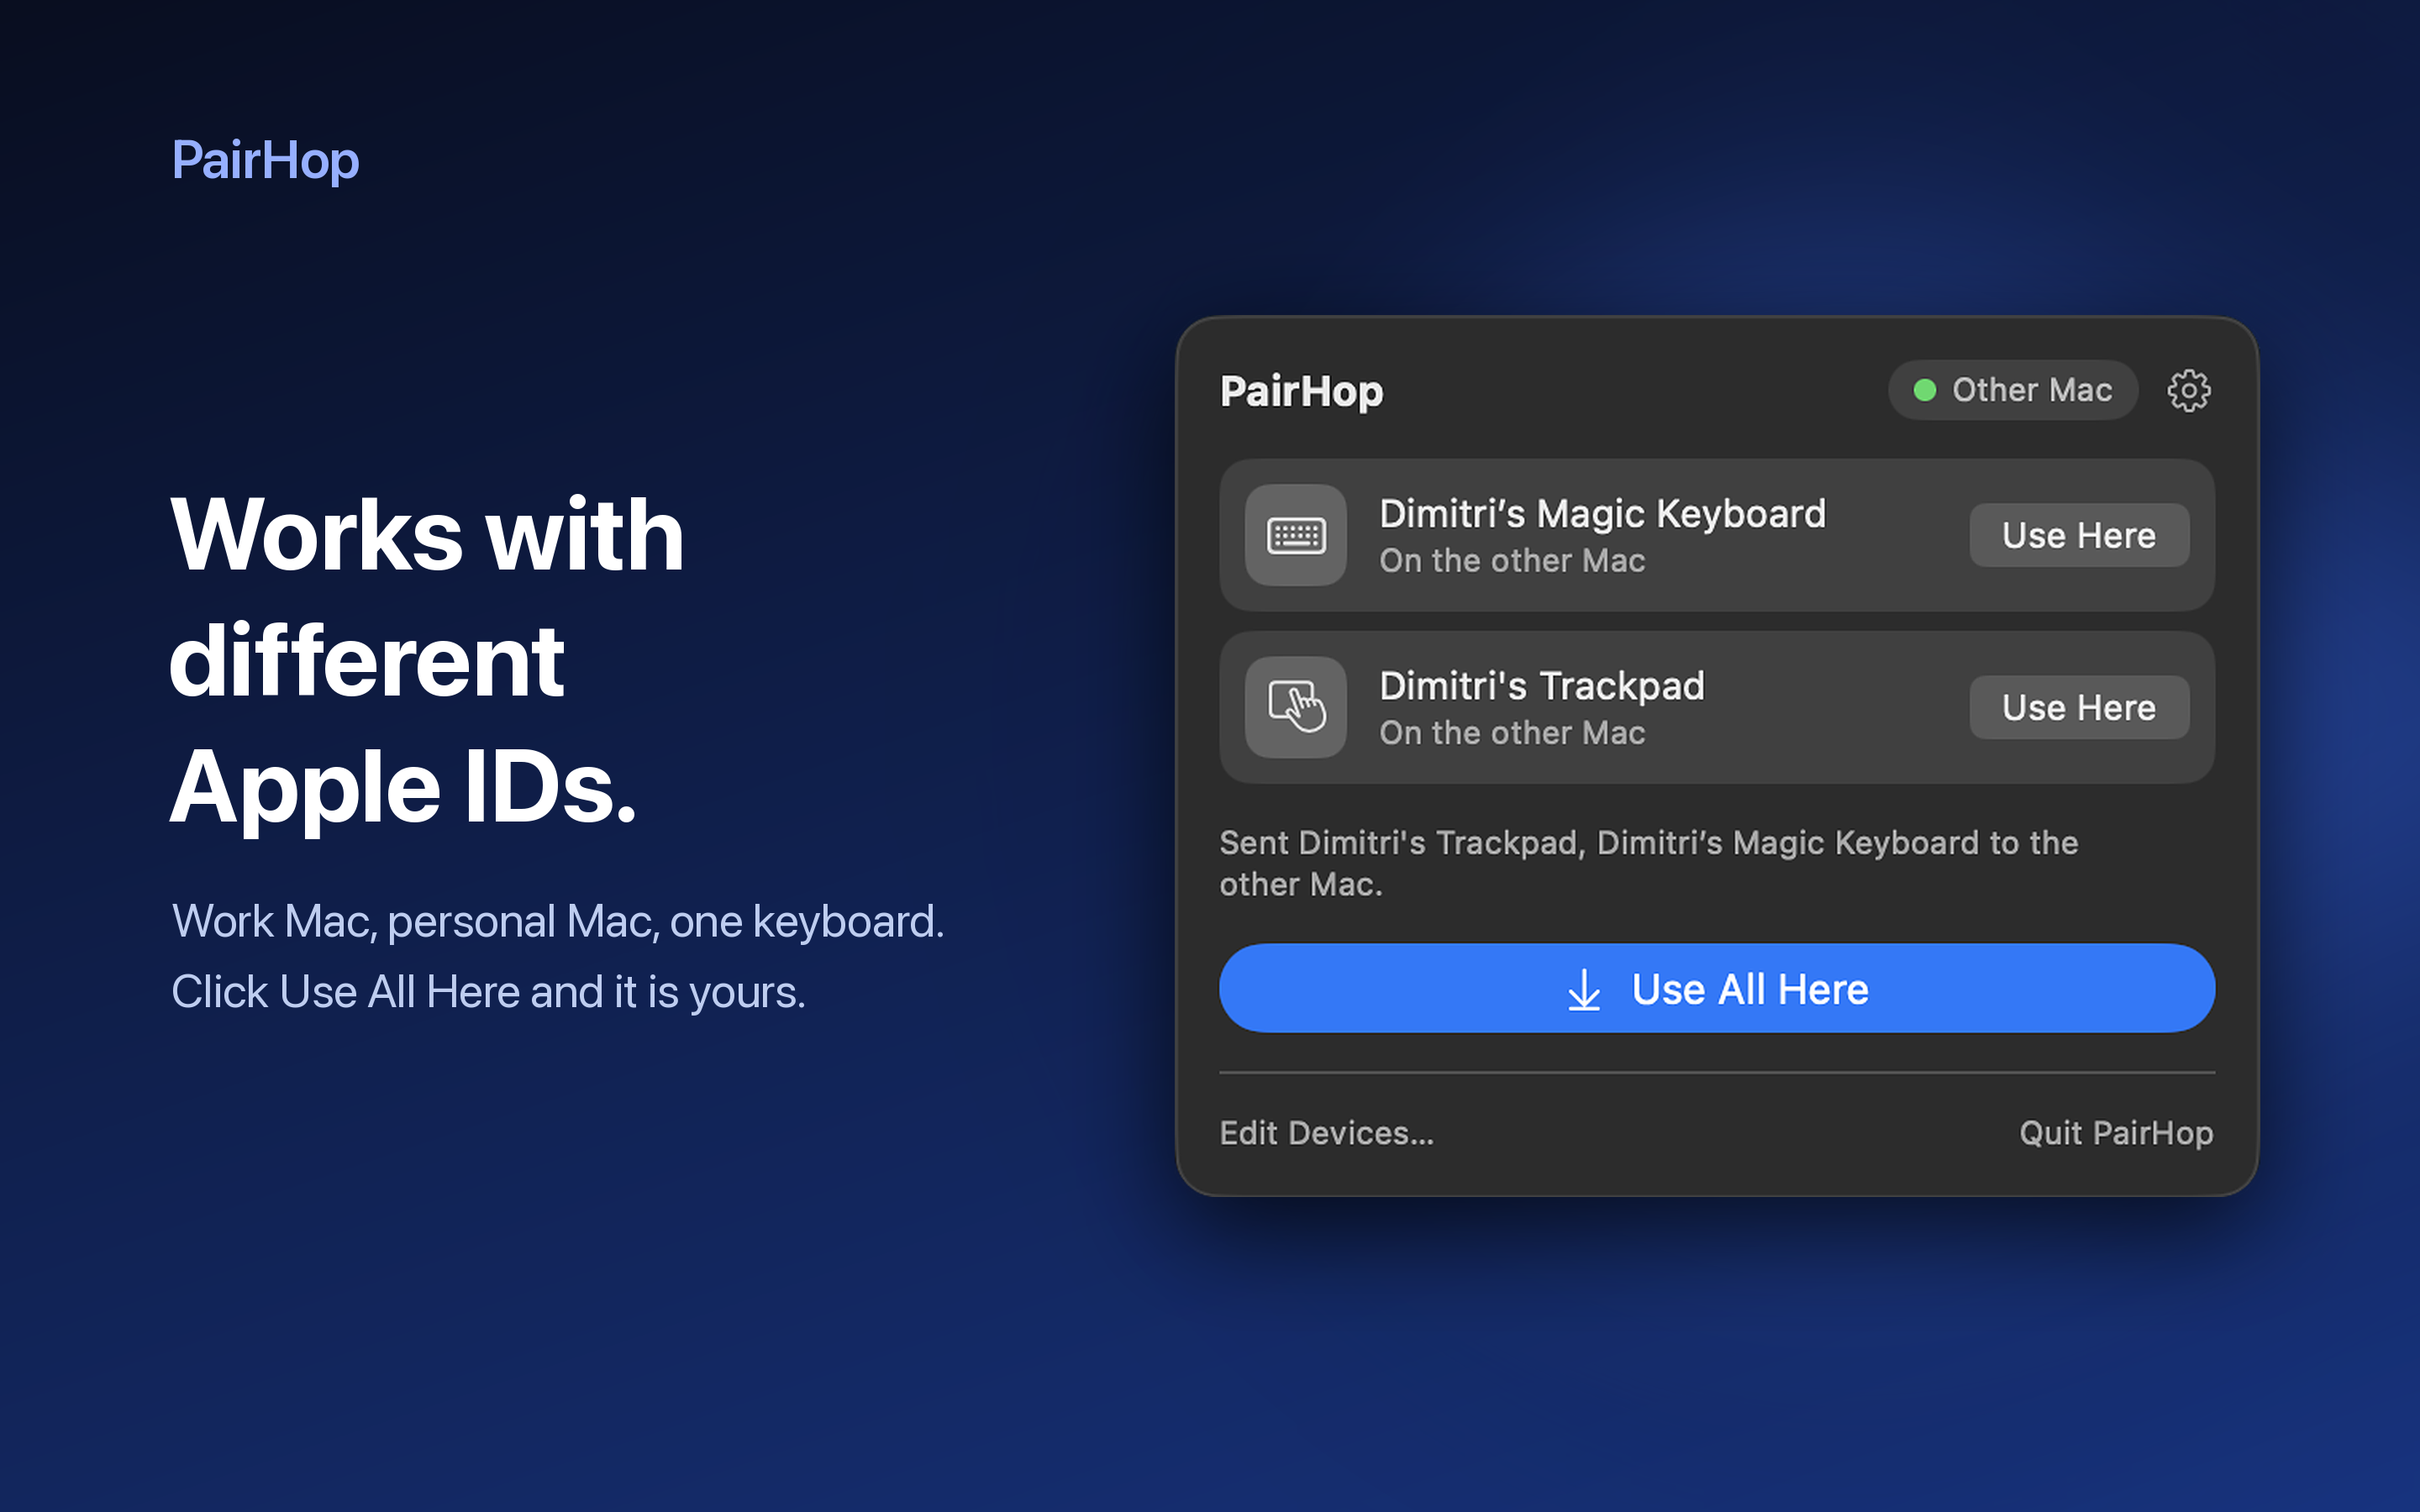 PairHop
Works with
different
Apple IDs.
Work Mac, personal Mac, one keyboard.
Click Use All Here and it is yours.
PairHop
Other Mac
Dimitri’s Magic Keyboard
On the other Mac
Use Here
Dimitri's Trackpad
On the other Mac
Use Here
Sent Dimitri's Trackpad, Dimitri’s Magic Keyboard to the
other Mac.
Use All Here
Edit Devices...
Quit PairHop